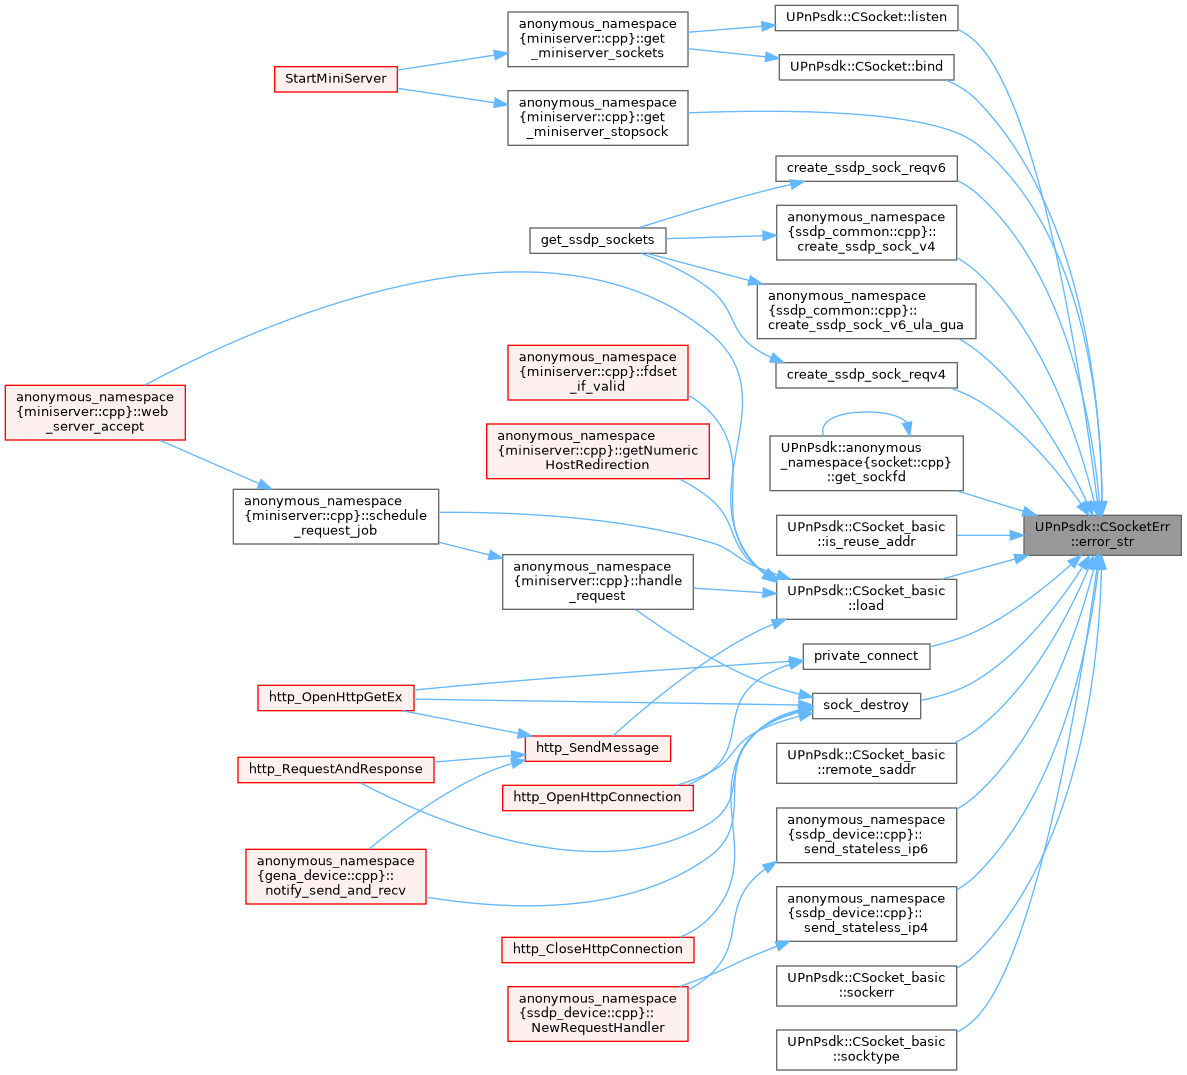 anonymous_namespace
{miniserver::cpp}::get
_miniserver_sockets
UPnPsdk::CSocket::listen
UPnPsdk::CSocket::bind
StartMiniServer
anonymous_namespace
{miniserver::cpp}::get
_miniserver_stopsock
create_ssdp_sock_reqv6
anonymous_namespace
{ssdp_common::cpp}::
create_ssdp_sock_v4
get_ssdp_sockets
anonymous_namespace
{ssdp_common::cpp}::
create_ssdp_sock_v6_ula_gua
anonymous_namespace
{miniserver::cpp}::fdset
_if_valid
create_ssdp_sock_reqv4
anonymous_namespace
{miniserver::cpp}::web
_server_accept
anonymous_namespace
{miniserver::cpp}::getNumeric
HostRedirection
UPnPsdk::anonymous
_namespace{socket::cpp}
::get_sockfd
anonymous_namespace
{miniserver::cpp}::schedule
_request_job
UPnPsdk::CSocket_basic
::is_reuse_addr
UPnPsdk::CSocketErr
::error_str
anonymous_namespace
{miniserver::cpp}::handle
_request
UPnPsdk::CSocket_basic
::load
private_connect
http_OpenHttpGetEx
sock_destroy
http_SendMessage
http_RequestAndResponse
UPnPsdk::CSocket_basic
::remote_saddr
http_OpenHttpConnection
anonymous_namespace
{ssdp_device::cpp}::
send_stateless_ip6
anonymous_namespace
{gena_device::cpp}::
notify_send_and_recv
anonymous_namespace
{ssdp_device::cpp}::
send_stateless_ip4
http_CloseHttpConnection
UPnPsdk::CSocket_basic
::sockerr
anonymous_namespace
{ssdp_device::cpp}::
NewRequestHandler
UPnPsdk::CSocket_basic
::socktype